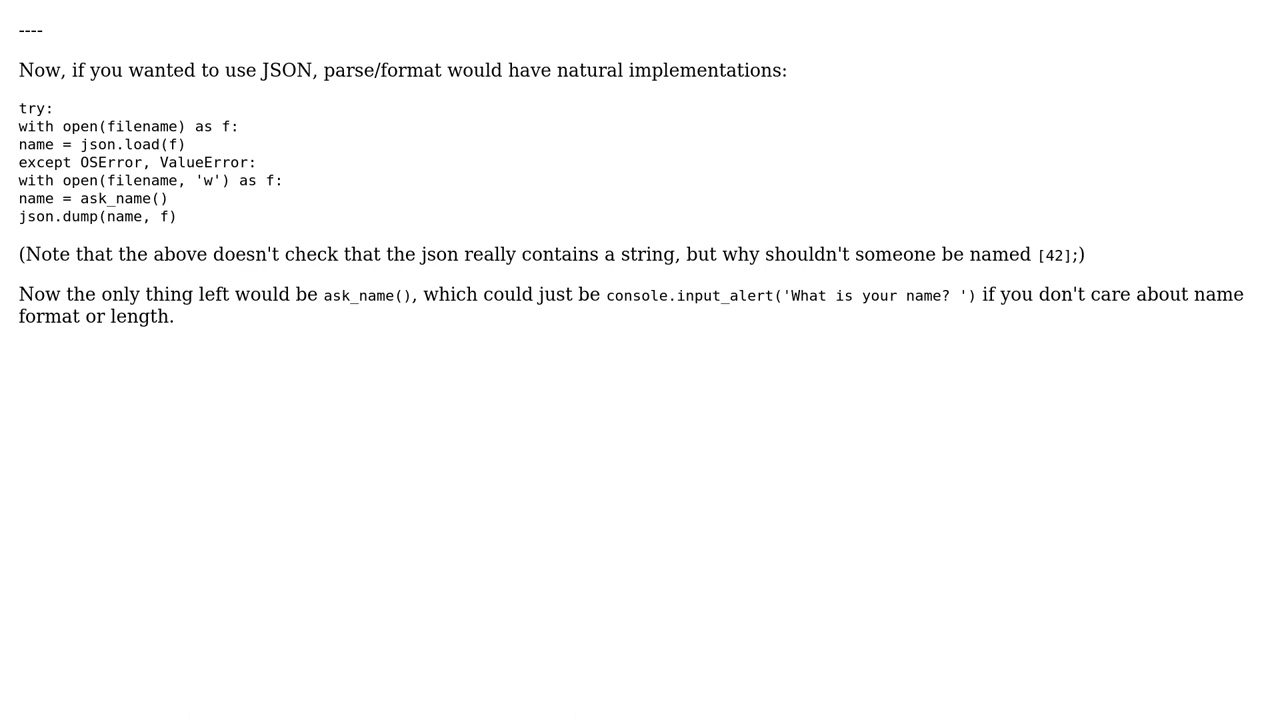 ----
Now, if you wanted to use JSON, parse/format would have natural implementations:
try:
with open(filename) as f:
name = json.load(f)
except OSError, ValueError:
with open(filename, 'w') as f:
name = ask_name()
json.dump(name, f)
(Note that the above doesn't check that the json really contains a string, but why shouldn't someone be named [42];)
Now the only thing left would be ask_name(), which could just be console.input_alert('What is your name? ') if you don't care about name
format or length.